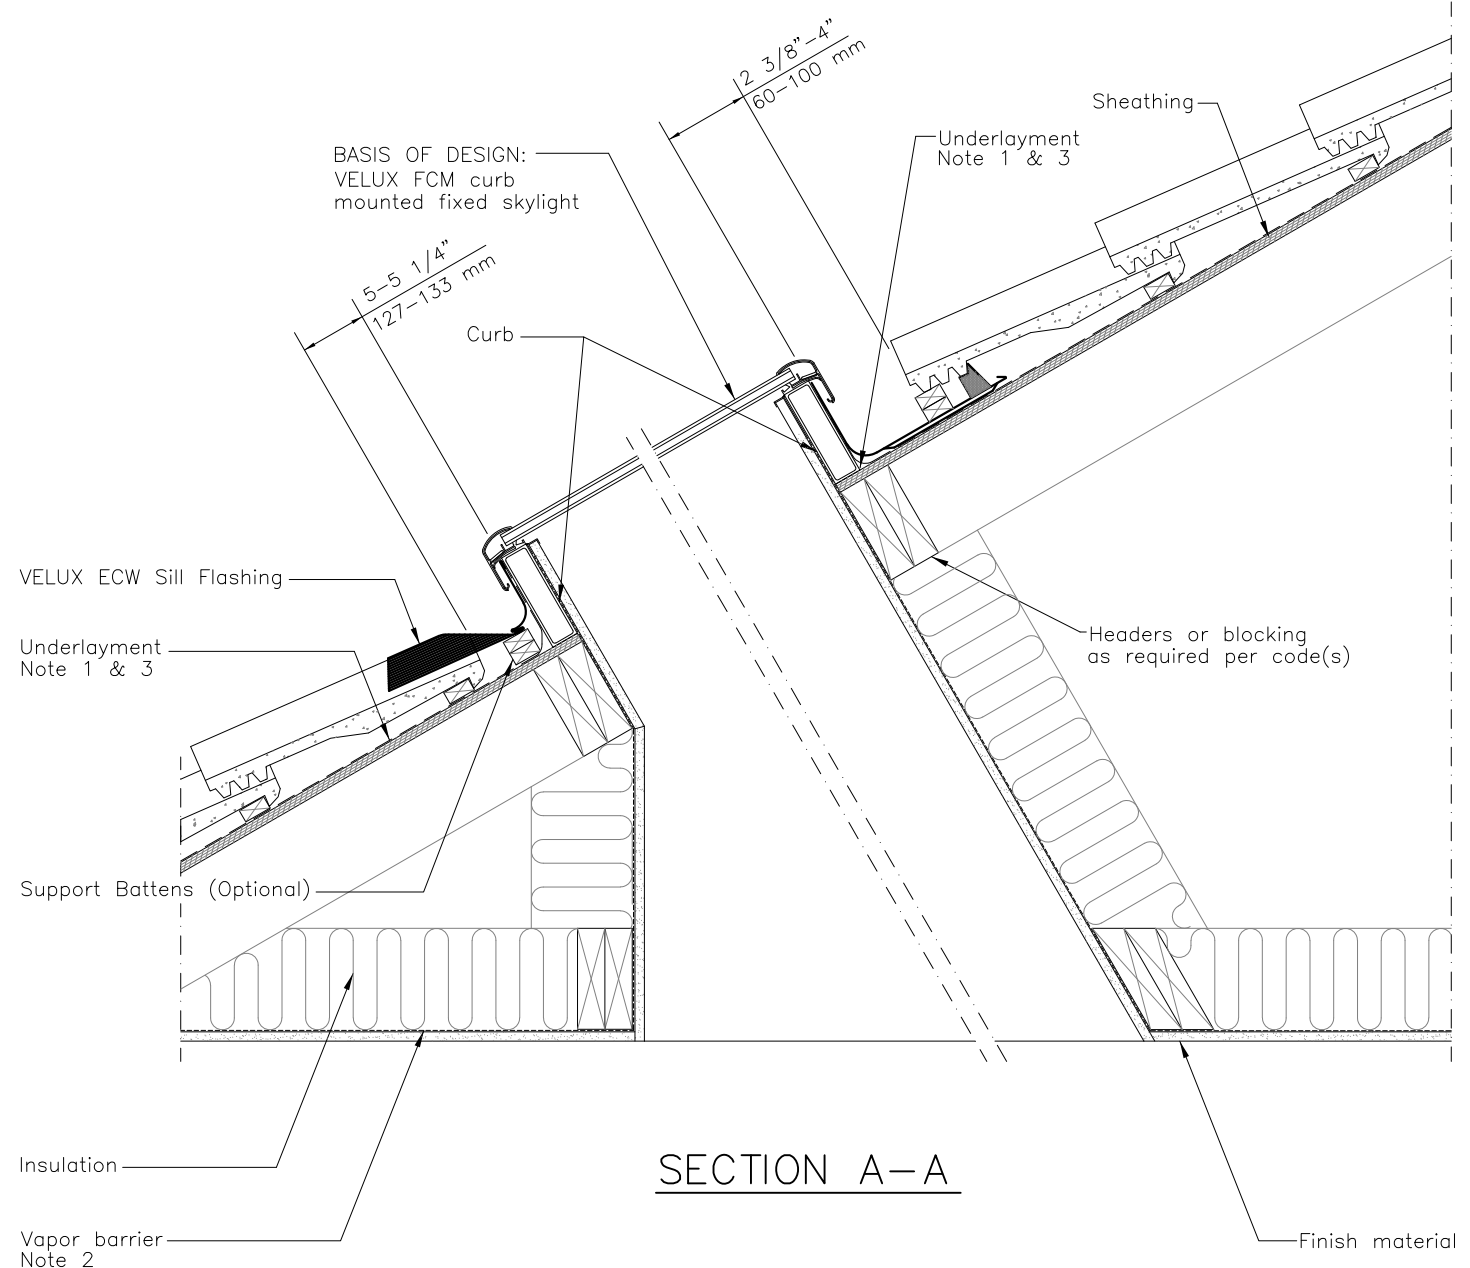 2 3/8"-4"
60-100 mm
Sheathing
Underlayment
Note 1 & 3
BASIS OF DESIGN:
VELUX FCM curb
mounted fixed skylight
5-5 1/4"
127-133 mm
Curb
VELUX ECW Sill Flashing
Underlayment
Note 1 & 3
Headers or blocking
as required per code(s)
Support Battens (Optional)
Insulation
SECTION A-A
Vapor barrier
Note 2
Finish material